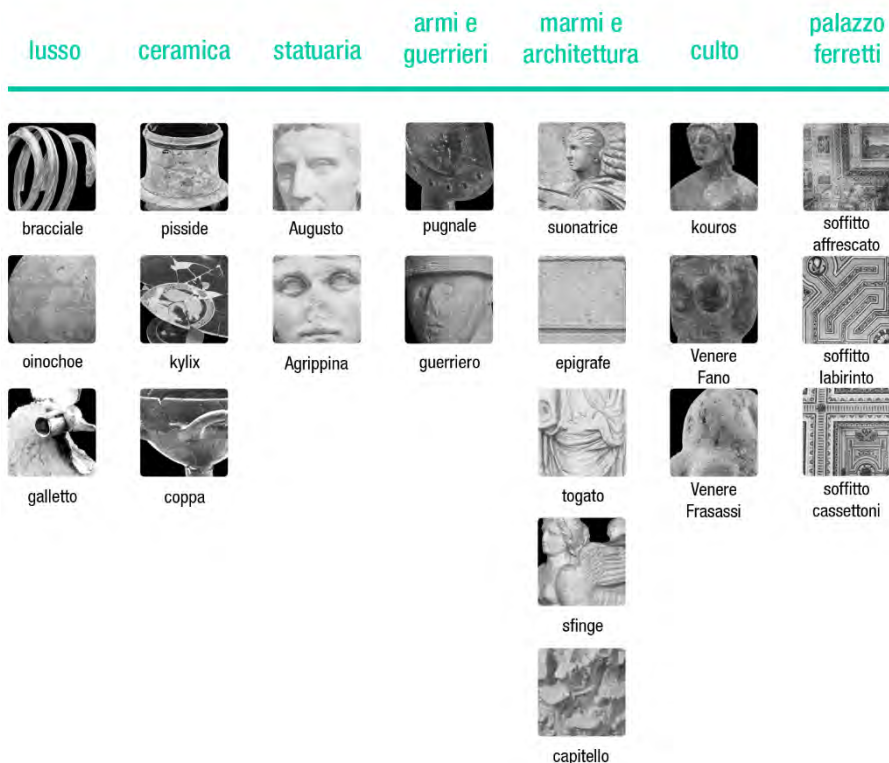 lusso
ceramica
statuaria
armi e
guerrieri
marmi e
architettura
culto
palazzo
ferretti
bracciale
pisside
Augusto
pugnale
suonatrice
kouros
soffitto
affrescato
oinochoe
kylix
Agrippina
guerriero
epigrafe
Venere
Fano
soffitto
labirinto
galletto
coppa
togato
Venere
Frasassi
soffitto
cassettoni
sfinge
capitello